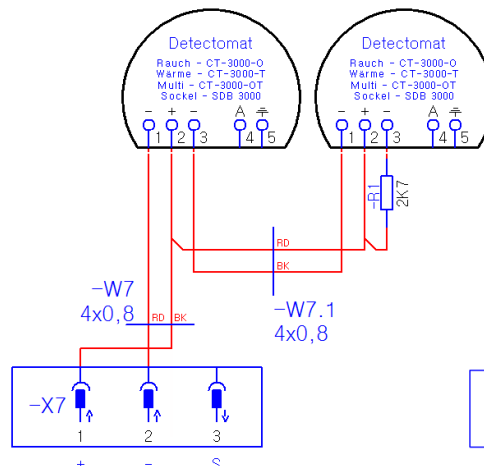 Detectomat
Rauch - CT-3000-O
Wärme - CT-3000-T
Multi - CT-3000-OT
Sockel - SDB 3000
- + - A
1 2 3 4 5
Detectomat
Rauch - CT-3000-O
Wärme - CT-3000-T
Multi - CT-3000-OT
Sockel - SDB 3000
- + - A
1 2 3 4 5
-R1
2K7
RD
BK
-W7
4x0,8
RD BK
-W7.1
4x0,8
-X7
1 2 3
+ - S